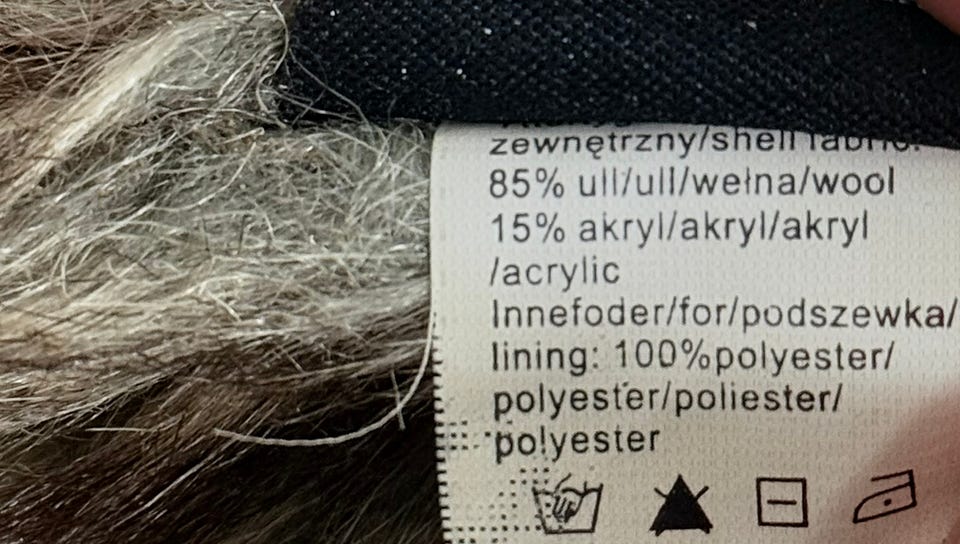 zewnętrzny/shell fabric:
85% ull/ull/wełna/wool
15% akryl/akryl/akryl
/acrylic
Innefoder/for/podszewka/
lining: 100%polyester/
polyester/poliester/
polyester